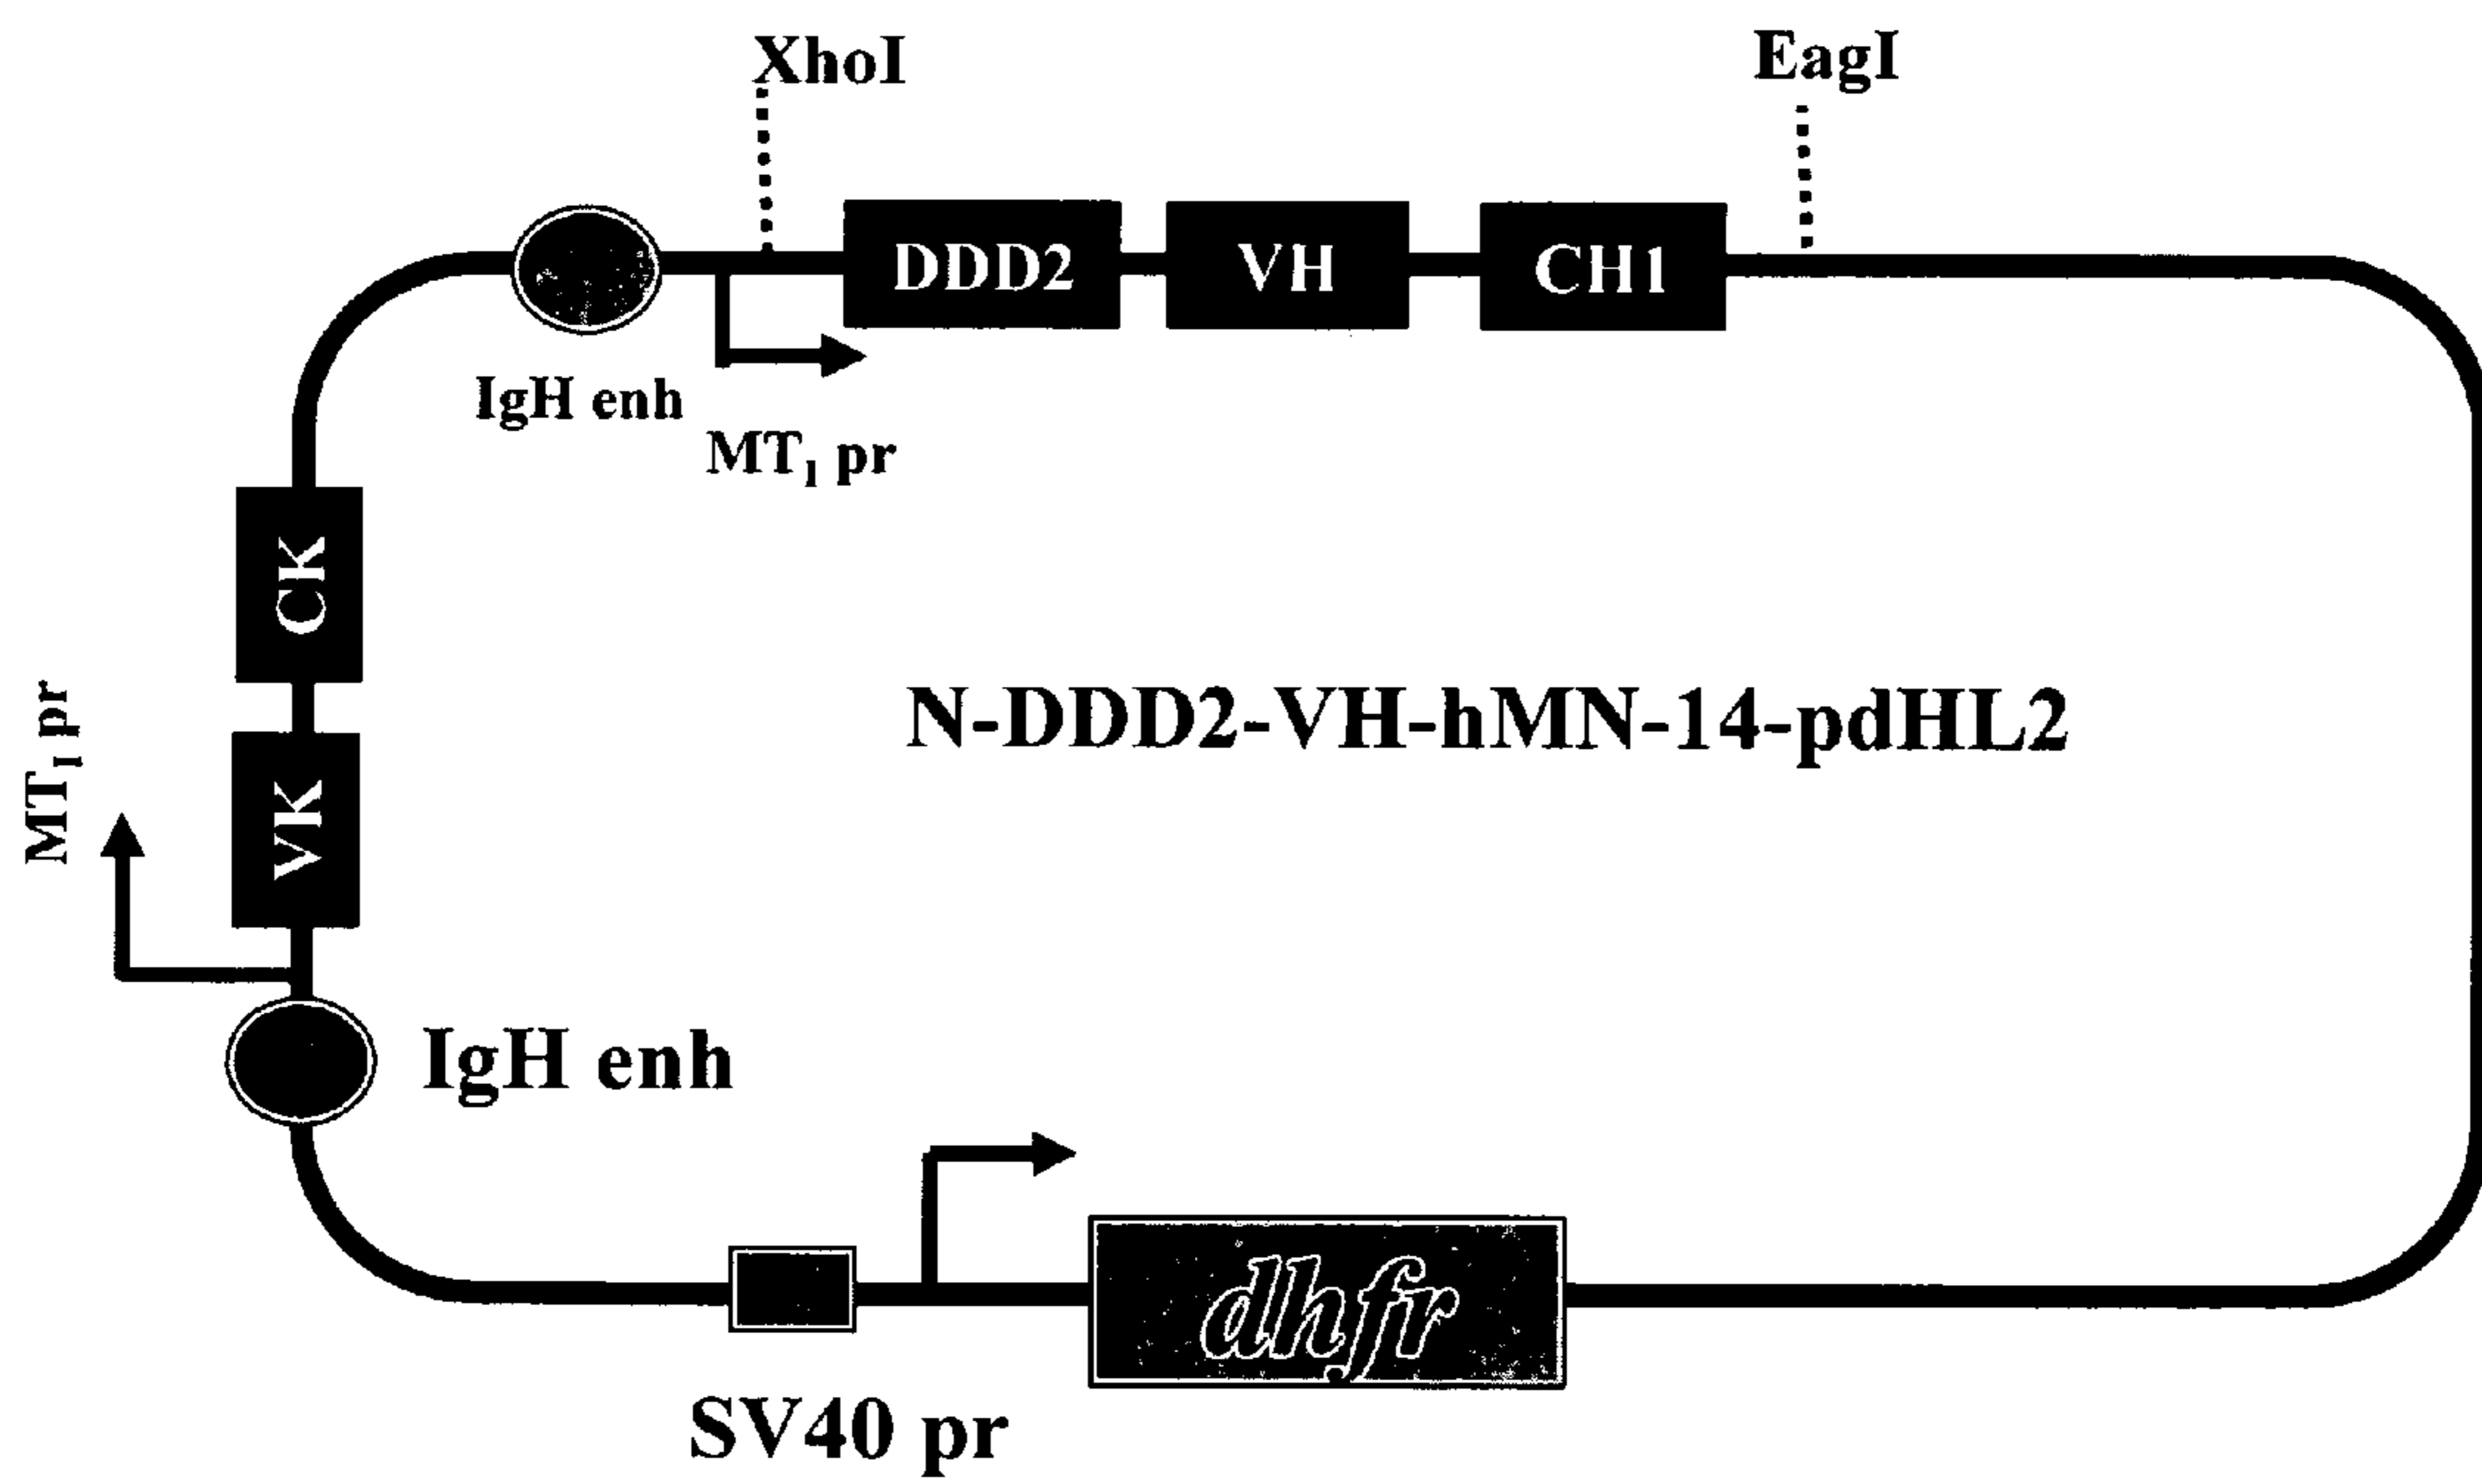 XhoI
EagI
DDD2
VH
CH1
IgH enh
MT1 pr
CK
N-DDD2-VH-hMN-14-pdHL2
MT1 pr
VK
IgH enh
dhfr
SV40 pr